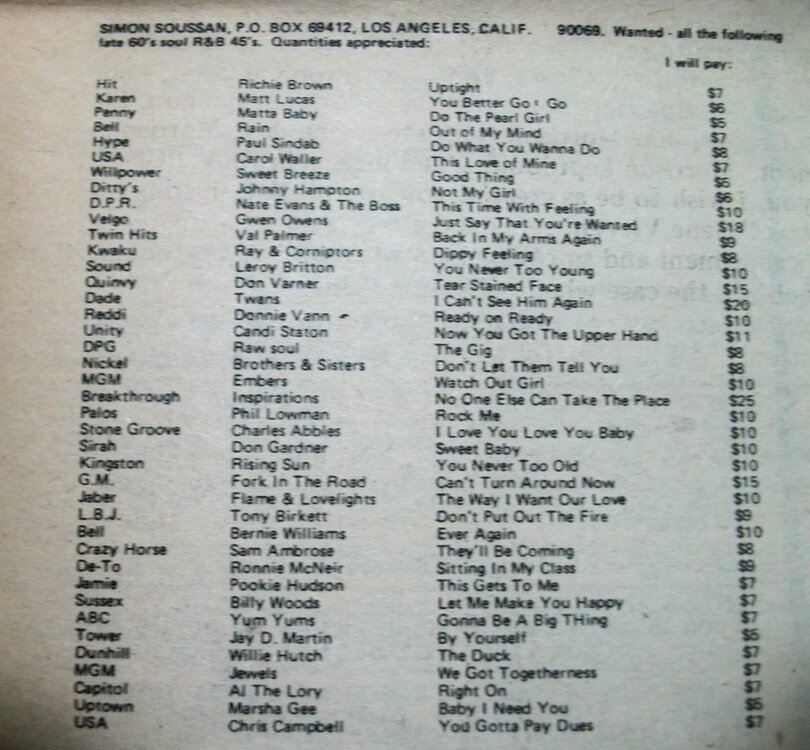 SIMON SOUSSAN, P.O. BOX 69412, LOS ANGELES, CALIF. 90069. Wanted - all the following
late 60's soul R&B 45's. Quantities appreciated:
I will pay:
Hit Richie Brown Uptight $7
Karen Matt Lucas You Better Go Go $6
Penny Matta Baby Do The Pearl Girl $5
Bell Rain Out of My Mind $7
Hype Paul Sindab Do What You Wanna Do $8
USA Carol Waller This Love of Mine $7
Willpower Sweet Breeze Good Thing
Ditty's Johnny Hampton Not My Girl $6
D.P.R. Nate Evans & The Boss This Time With Feeling $10
Velgo Gwen Owens Just Say That You're Wanted $18
Twin Hits Val Palmer Back In My Arms Again $9
Kwaku Ray & Corniptors Dippy Feeling $8
Sound Leroy Britton You Never Too Young $10
Quinvy Don Varner Tear Stained Face $15
Dade Twans I Can't See Him Again $20
Reddi Donnie Vann Ready on Ready $10
Unity Candi Staton Now You Got The Upper Hand $11
DPG Raw soul The Gig $8
Nickel Brothers & Sisters Don't Let Them Tell You $8
MGM Embers Watch Out Girl $10
Breakthrough Inspirations No One Else Can Take The Place $25
Palos Phil Lowman Rock Me $10
Stone Groove Charles Abbles I Love You Love You Baby $10
Sirah Don Gardner Sweet Baby $10
Kingston Rising Sun You Never Too Old $10
G.M. Fork In The Road Can't Turn Around Now $15
Jaber Flame & Lovelights The Way I Want Our Love $10
L.B.J. Tony Birkett Don't Put Out The Fire $9
Bell Bernie Williams Ever Again $10
Crazy Horse Sam Ambrose They'll Be Coming $8
De-To Ronnie McNeir Sitting In My Class $9
Jamie Pookie Hudson This Gets To Me $7
Sussex Billy Woods Let Me Make You Happy $7
ABC Yum Yums Gonna Be A Big THing $7
Tower Jay D. Martin By Yourself $5
Dunhill Willie Hutch The Duck $7
MGM Jewels We Got Togetherness $7
Capitol Al The Lory Right On $7
Uptown Marsha Gee Baby I Need You $5
USA Chris Campbell You Gotta Pay Dues $7